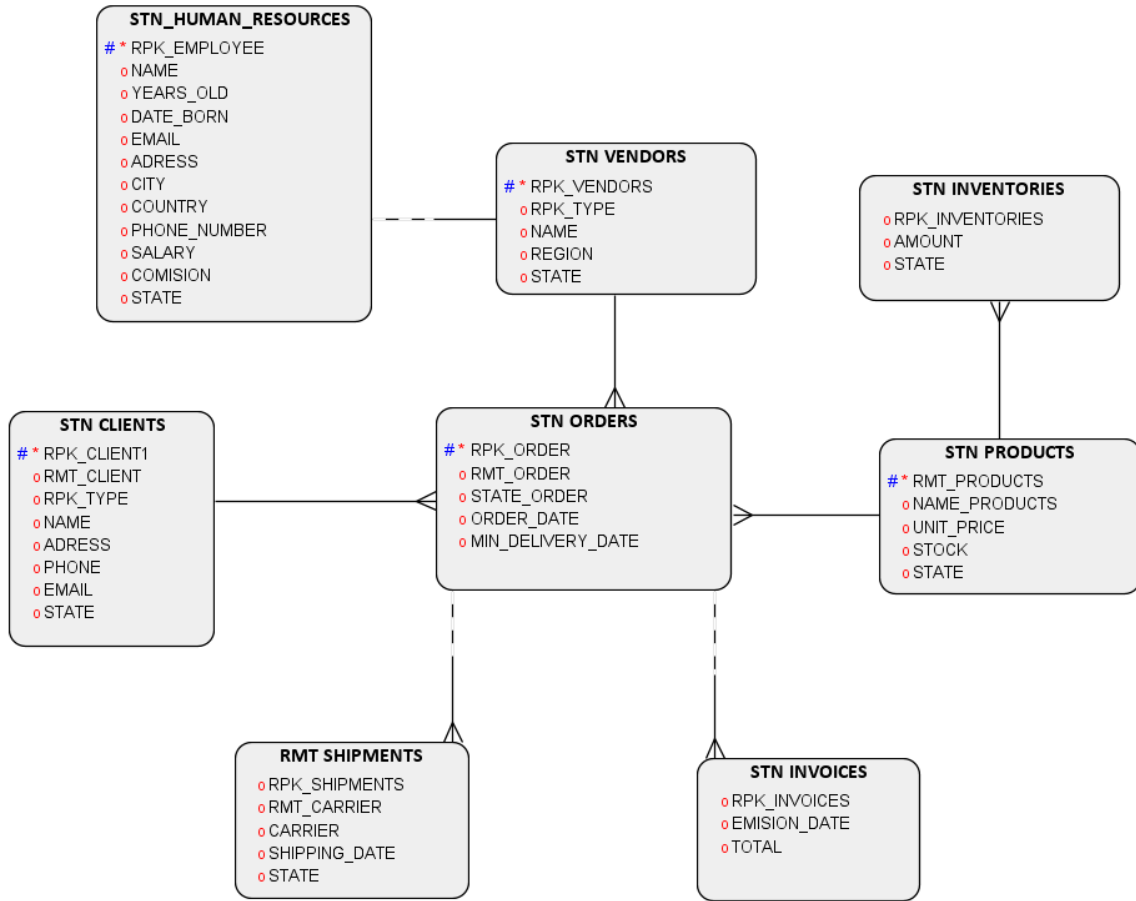 STN_HUMAN_RESOURCES
# * RPK_EMPLOYEE
o NAME
o YEARS_OLD
o DATE_BORN
o EMAIL
o ADRESS
o CITY
o COUNTRY
o PHONE_NUMBER
o SALARY
o COMISION
o STATE
STN VENDORS
# * RPK_VENDORS
o RPK_TYPE
o NAME
o REGION
o STATE
STN INVENTORIES
o RPK_INVENTORIES
o AMOUNT
o STATE
STN CLIENTS
# * RPK_CLIENT1
o RMT_CLIENT
o RPK_TYPE
o NAME
o ADRESS
o PHONE
o EMAIL
o STATE
STN ORDERS
# * RPK_ORDER
o RMT_ORDER
o STATE_ORDER
o ORDER_DATE
o MIN_DELIVERY_DATE
STN PRODUCTS
# * RMT_PRODUCTS
o NAME_PRODUCTS
o UNIT_PRICE
o STOCK
o STATE
RMT SHIPMENTS
o RPK_SHIPMENTS
o RMT_CARRIER
o CARRIER
o SHIPPING_DATE
o STATE
STN INVOICES
o RPK_INVOICES
o EMISION_DATE
o TOTAL